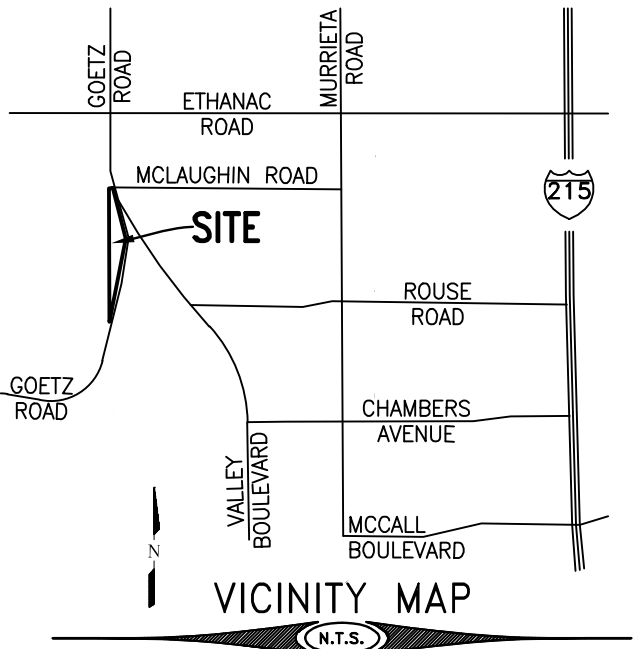 GOETZ
ROAD
MURRIETA
ROAD
ETHANAC
ROAD
MCLAUGHIN ROAD
215
SITE
ROUSE
ROAD
GOETZ
ROAD
CHAMBERS
AVENUE
VALLEY
BOULEVARD
MCCALL
BOULEVARD
N
VICINITY MAP
N.T.S.